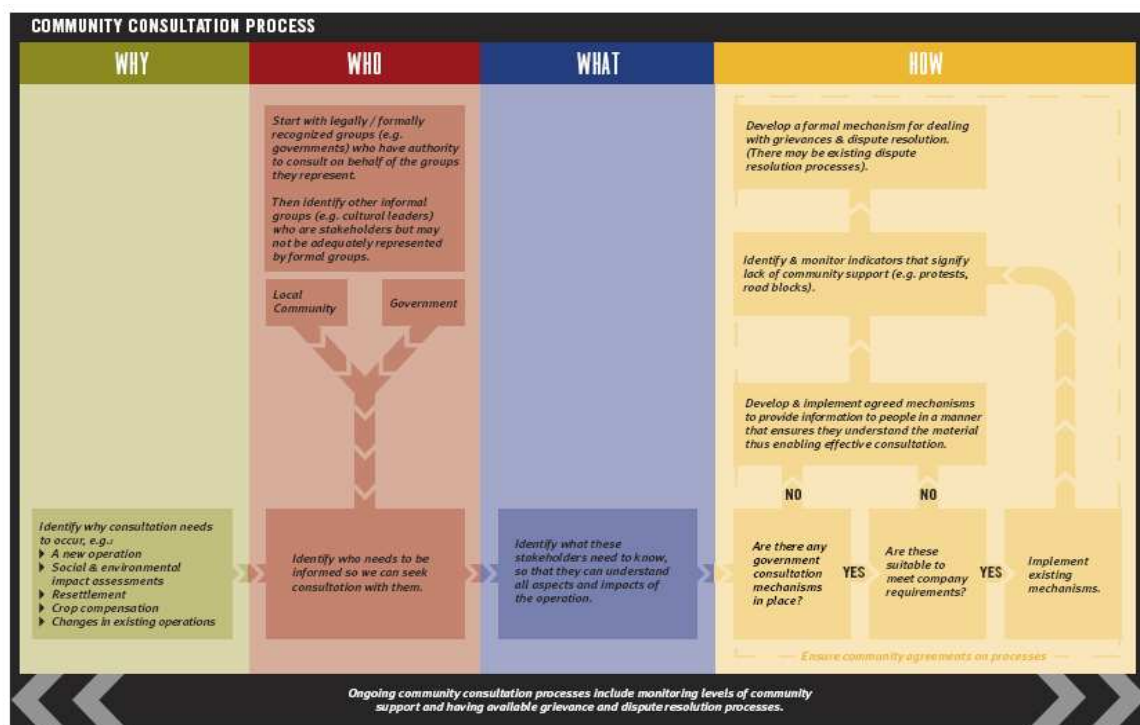 COMMUNITY CONSULTATION PROCESS
WHY
WHO
WHAT
HOW
Identify why consultation needs
to occur, e.g.:
A new operation
Social & environmental
impact assessments
Resettlement
Crop compensation
Changes in existing operations
Start with legally / formally
recognized groups (e.g.
governments) who have authority
to consult on behalf of the groups
they represent.
Then identify other informal
groups (e.g. cultural leaders)
who are stakeholders but may
not be adequately represented
by formal groups.
Local
Community
Government
Identify who needs to be
informed so we can seek
consultation with them.
Identify what these
stakeholders need to know,
so that they can understand
all aspects and impacts of
the operation.
Develop a formal mechanism for dealing
with grievances & dispute resolution.
(There may be existing dispute
resolution processes).
Identify & monitor indicators that signify
lack of community support (e.g. protests,
road blocks).
Develop & implement agreed mechanisms
to provide information to people in a manner
that ensures they understand the material
thus enabling effective consultation.
NO
NO
Are there any
government
consultation
mechanisms
in place?
YES
Are these
suitable to
meet company
requirements?
YES
Implement
existing
mechanisms.
Ensure community agreements on processes
Ongoing community consultation processes include monitoring levels of community
support and having available grievance and dispute resolution processes.